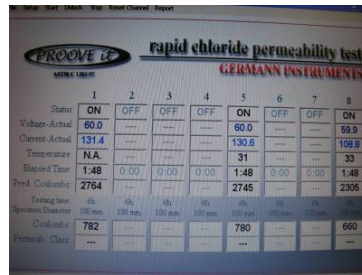 Setup Start Unlock Stop Reset Channel Report
PROOVE it
ASTM C 1202-97
rapid chloride permeability test
GERMANN INSTRUMENTS
1 2 3 4 5 6 7 8
Status ON OFF OFF OFF ON OFF OFF ON
Voltage-Actual 60.0 ---- ---- ---- 60.0 ---- ---- 59.9
Current-Actual 131.4 ---- ---- ---- 130.6 ---- ---- 108.8
Temperature N.A. ---- ---- ---- 31 ---- ---- 33
Elapsed Time 1:48 0:00 0:00 0:00 1:48 0:00 0:00 1:48
Pred. Coulombs: 2764 ---- ---- ---- 2745 ---- ---- 2305
Testing time 6h 6h 6h 6h 6h 6h 6h 6h
Specimen Diameter 100 mm. 100 mm. 100 mm. 100 mm. 100 mm. 100 mm. 100 mm. 100 mm.
Coulombs: 782 ---- ---- ---- 780 ---- ---- 660
Permeab. Class: --- --- --- --- --- --- --- ---